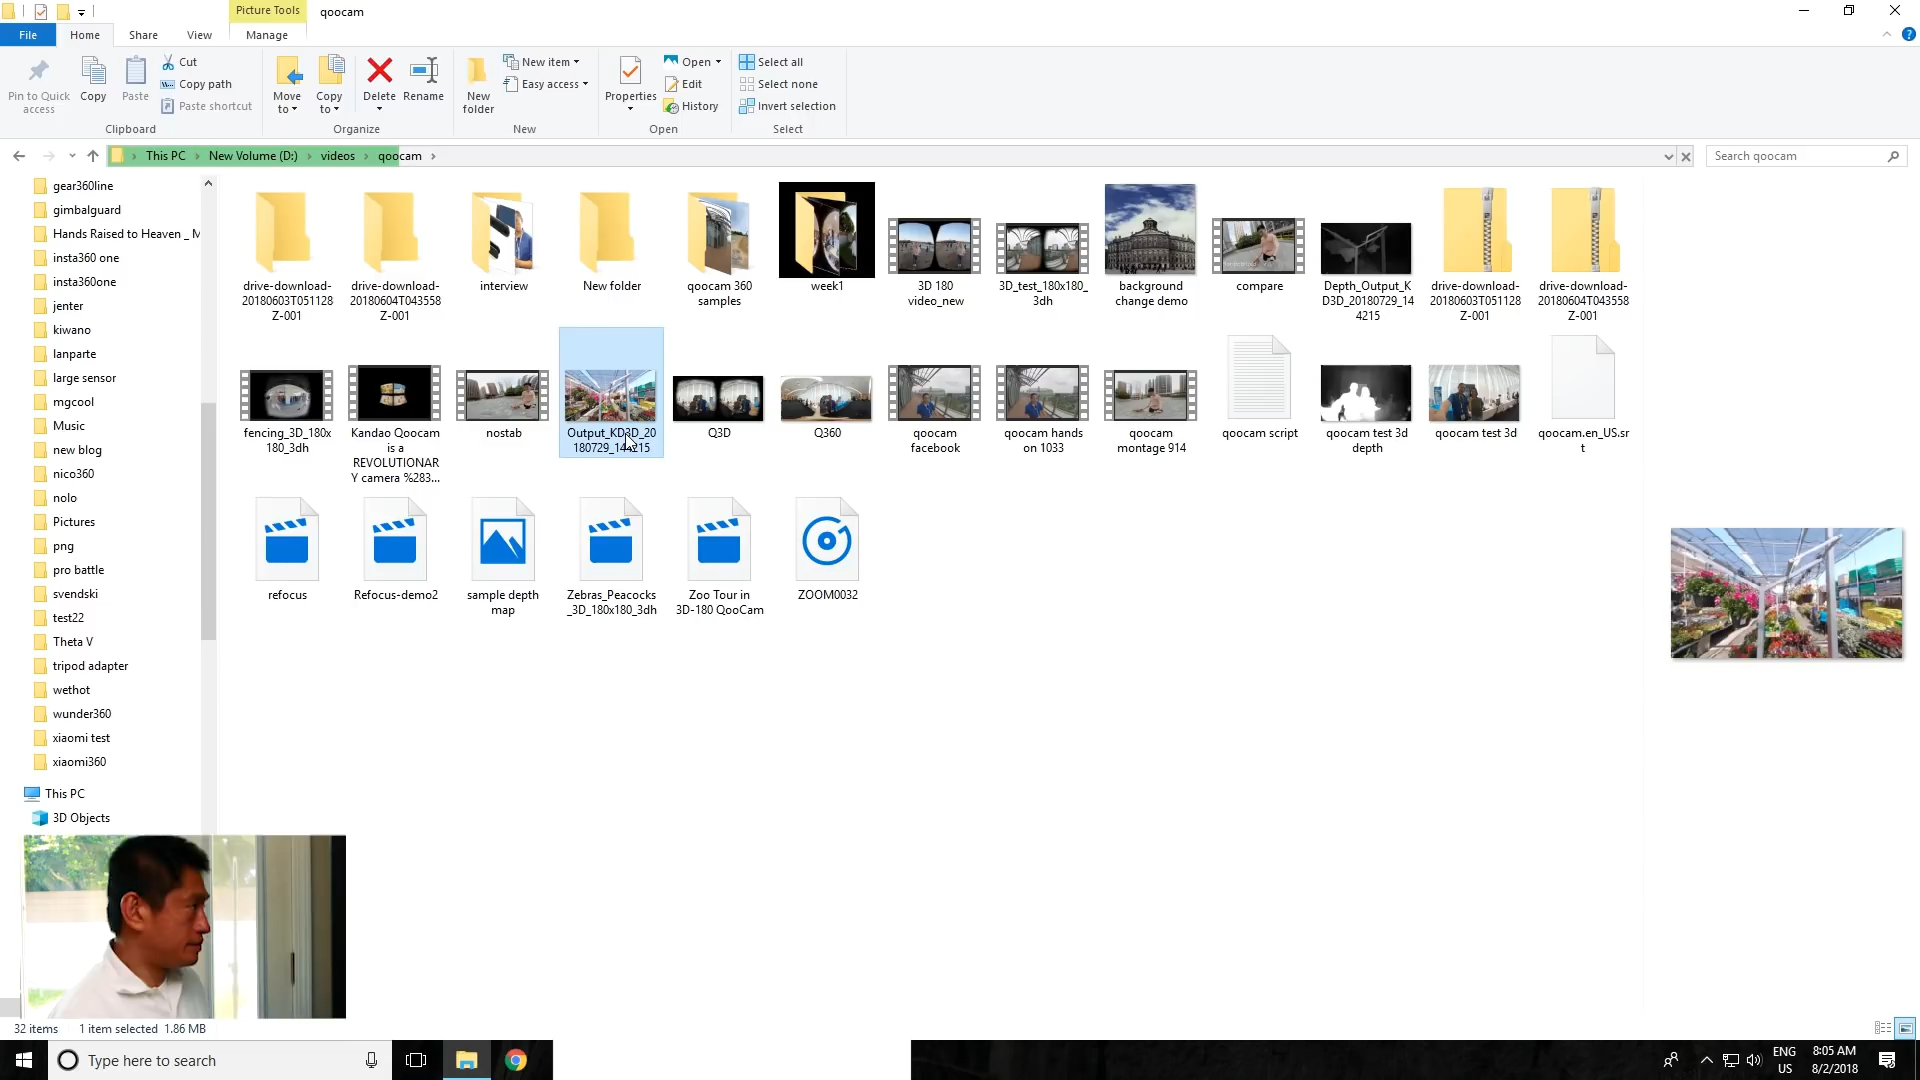 Picture Tools
qoocam
File
Home
Share
View
Manage
Pin to Quick
access
Copy
Paste
Cut
Copy path
Paste shortcut
Clipboard
Move
to
Copy
to
Delete
Rename
Organize
New
folder
New item
Easy access
New
Properties
Open
Edit
History
Open
Select all
Select none
Invert selection
Select
This PC
New Volume (D:)
videos
qoocam
Search qoocam
gear360line
gimbalguard
Hands Raised to Heaven _ M
insta360 one
insta360one
jenter
kiwano
lanparte
large sensor
mgcool
Music
new blog
nico360
nolo
Pictures
png
pro battle
svendski
test22
Theta V
tripod adapter
wethot
wunder360
xiaomi test
xiaomi360
This PC
3D Objects
drive-download-
20180603T051128
Z-001
drive-download-
20180604T043558
Z-001
interview
New folder
qoocam 360
samples
week1
3D 180
video_new
3D_test_180x180_
3dh
background
change demo
compare
Depth_Output_K
D3D_20180729_14
4215
drive-download-
20180603T051128
Z-001
drive-download-
20180604T043558
Z-001
fencing_3D_180x
180_3dh
Kandao Qoocam
is a
REVOLUTIONAR
Y camera %283...
nostab
Output_KD3D_20
180729_144215
Q3D
Q360
qoocam
facebook
qoocam hands
on 1033
qoocam
montage 914
qoocam script
qoocam test 3d
depth
qoocam test 3d
qoocam.en_US.sr
t
refocus
Refocus-demo2
sample depth
map
Zebras_Peacocks
_3D_180x180_3dh
Zoo Tour in
3D-180 QooCam
ZOOM0032
32 items
1 item selected 1.86 MB
Type here to search
ENG
US
8:05 AM
8/2/2018